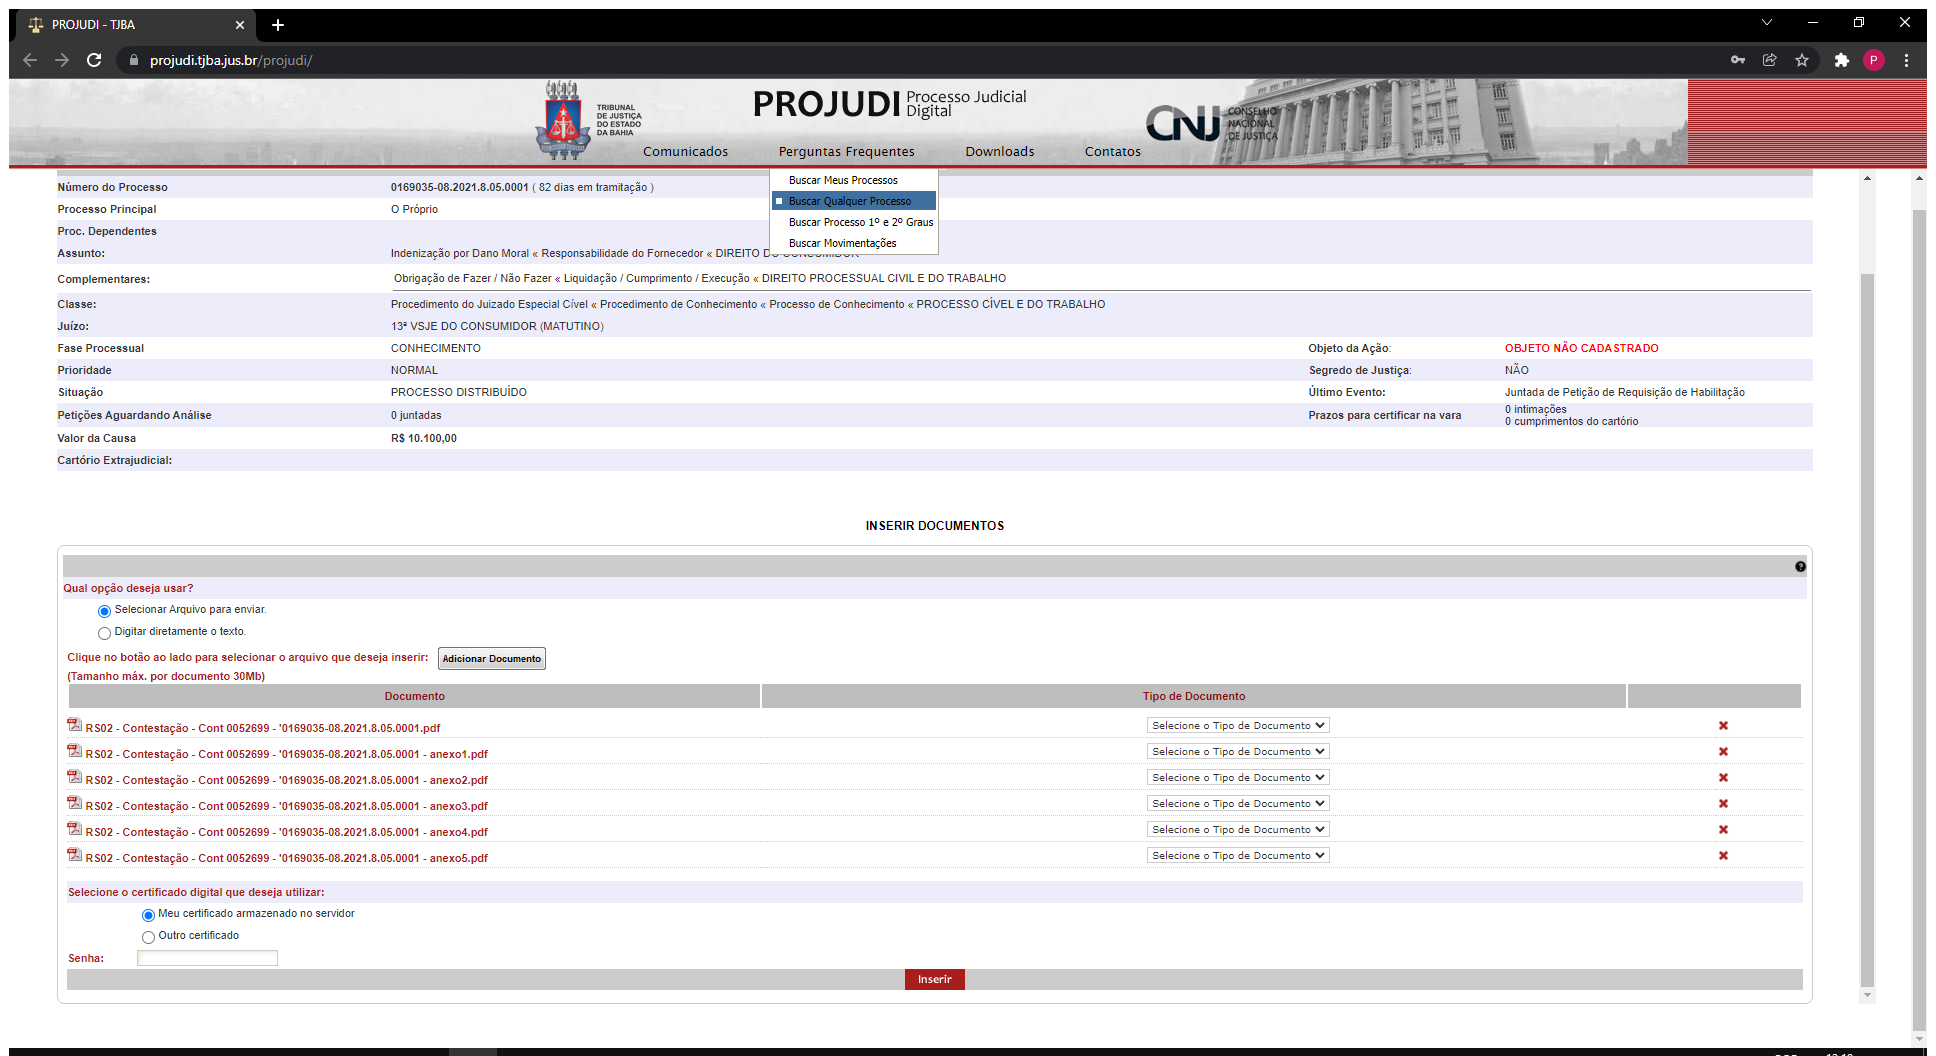 PROJUDI - TJBA
projudi.tjba.jus.br/projudi/
P
TRIBUNAL
DE JUSTIÇA
DO ESTADO
DA BAHIA
PROJUDI Processo Judicial Digital
CNJ CONSELHO
NACIONAL
DE JUSTIÇA
Comunicados Perguntas Frequentes Downloads Contatos
Buscar Meus Processos
Buscar Qualquer Processo
Buscar Processo 1º e 2º Graus
Buscar Movimentações
Número do Processo 0169035-08.2021.8.05.0001 ( 82 dias em tramitação )
Processo Principal O Próprio
Proc. Dependentes
Assunto: Indenização por Dano Moral « Responsabilidade do Fornecedor « DIREITO DO CONSUMIDOR
Complementares: Obrigação de Fazer / Não Fazer « Liquidação / Cumprimento / Execução « DIREITO PROCESSUAL CIVIL E DO TRABALHO
Classe: Procedimento do Juizado Especial Cível « Procedimento de Conhecimento « Processo de Conhecimento « PROCESSO CÍVEL E DO TRABALHO
Juízo: 13ª VSJE DO CONSUMIDOR (MATUTINO)
Fase Processual CONHECIMENTO Objeto da Ação: OBJETO NÃO CADASTRADO
Prioridade NORMAL Segredo de Justiça: NÃO
Situação PROCESSO DISTRIBUÍDO Último Evento: Juntada de Petição de Requisição de Habilitação
Petições Aguardando Análise 0 juntadas Prazos para certificar na vara 0 intimações
0 cumprimentos do cartório
Valor da Causa R$ 10.100,00
Cartório Extrajudicial:
INSERIR DOCUMENTOS
Qual opção deseja usar?
Selecionar Arquivo para enviar.
Digitar diretamente o texto.
Clique no botão ao lado para selecionar o arquivo que deseja inserir: Adicionar Documento
(Tamanho máx. por documento 30Mb)
Documento Tipo de Documento
RS02 - Contestação - Cont 0052699 - '0169035-08.2021.8.05.0001.pdf Selecione o Tipo de Documento
RS02 - Contestação - Cont 0052699 - '0169035-08.2021.8.05.0001 - anexo1.pdf Selecione o Tipo de Documento
RS02 - Contestação - Cont 0052699 - '0169035-08.2021.8.05.0001 - anexo2.pdf Selecione o Tipo de Documento
RS02 - Contestação - Cont 0052699 - '0169035-08.2021.8.05.0001 - anexo3.pdf Selecione o Tipo de Documento
RS02 - Contestação - Cont 0052699 - '0169035-08.2021.8.05.0001 - anexo4.pdf Selecione o Tipo de Documento
RS02 - Contestação - Cont 0052699 - '0169035-08.2021.8.05.0001 - anexo5.pdf Selecione o Tipo de Documento
Selecione o certificado digital que deseja utilizar:
Meu certificado armazenado no servidor
Outro certificado
Senha:
Inserir